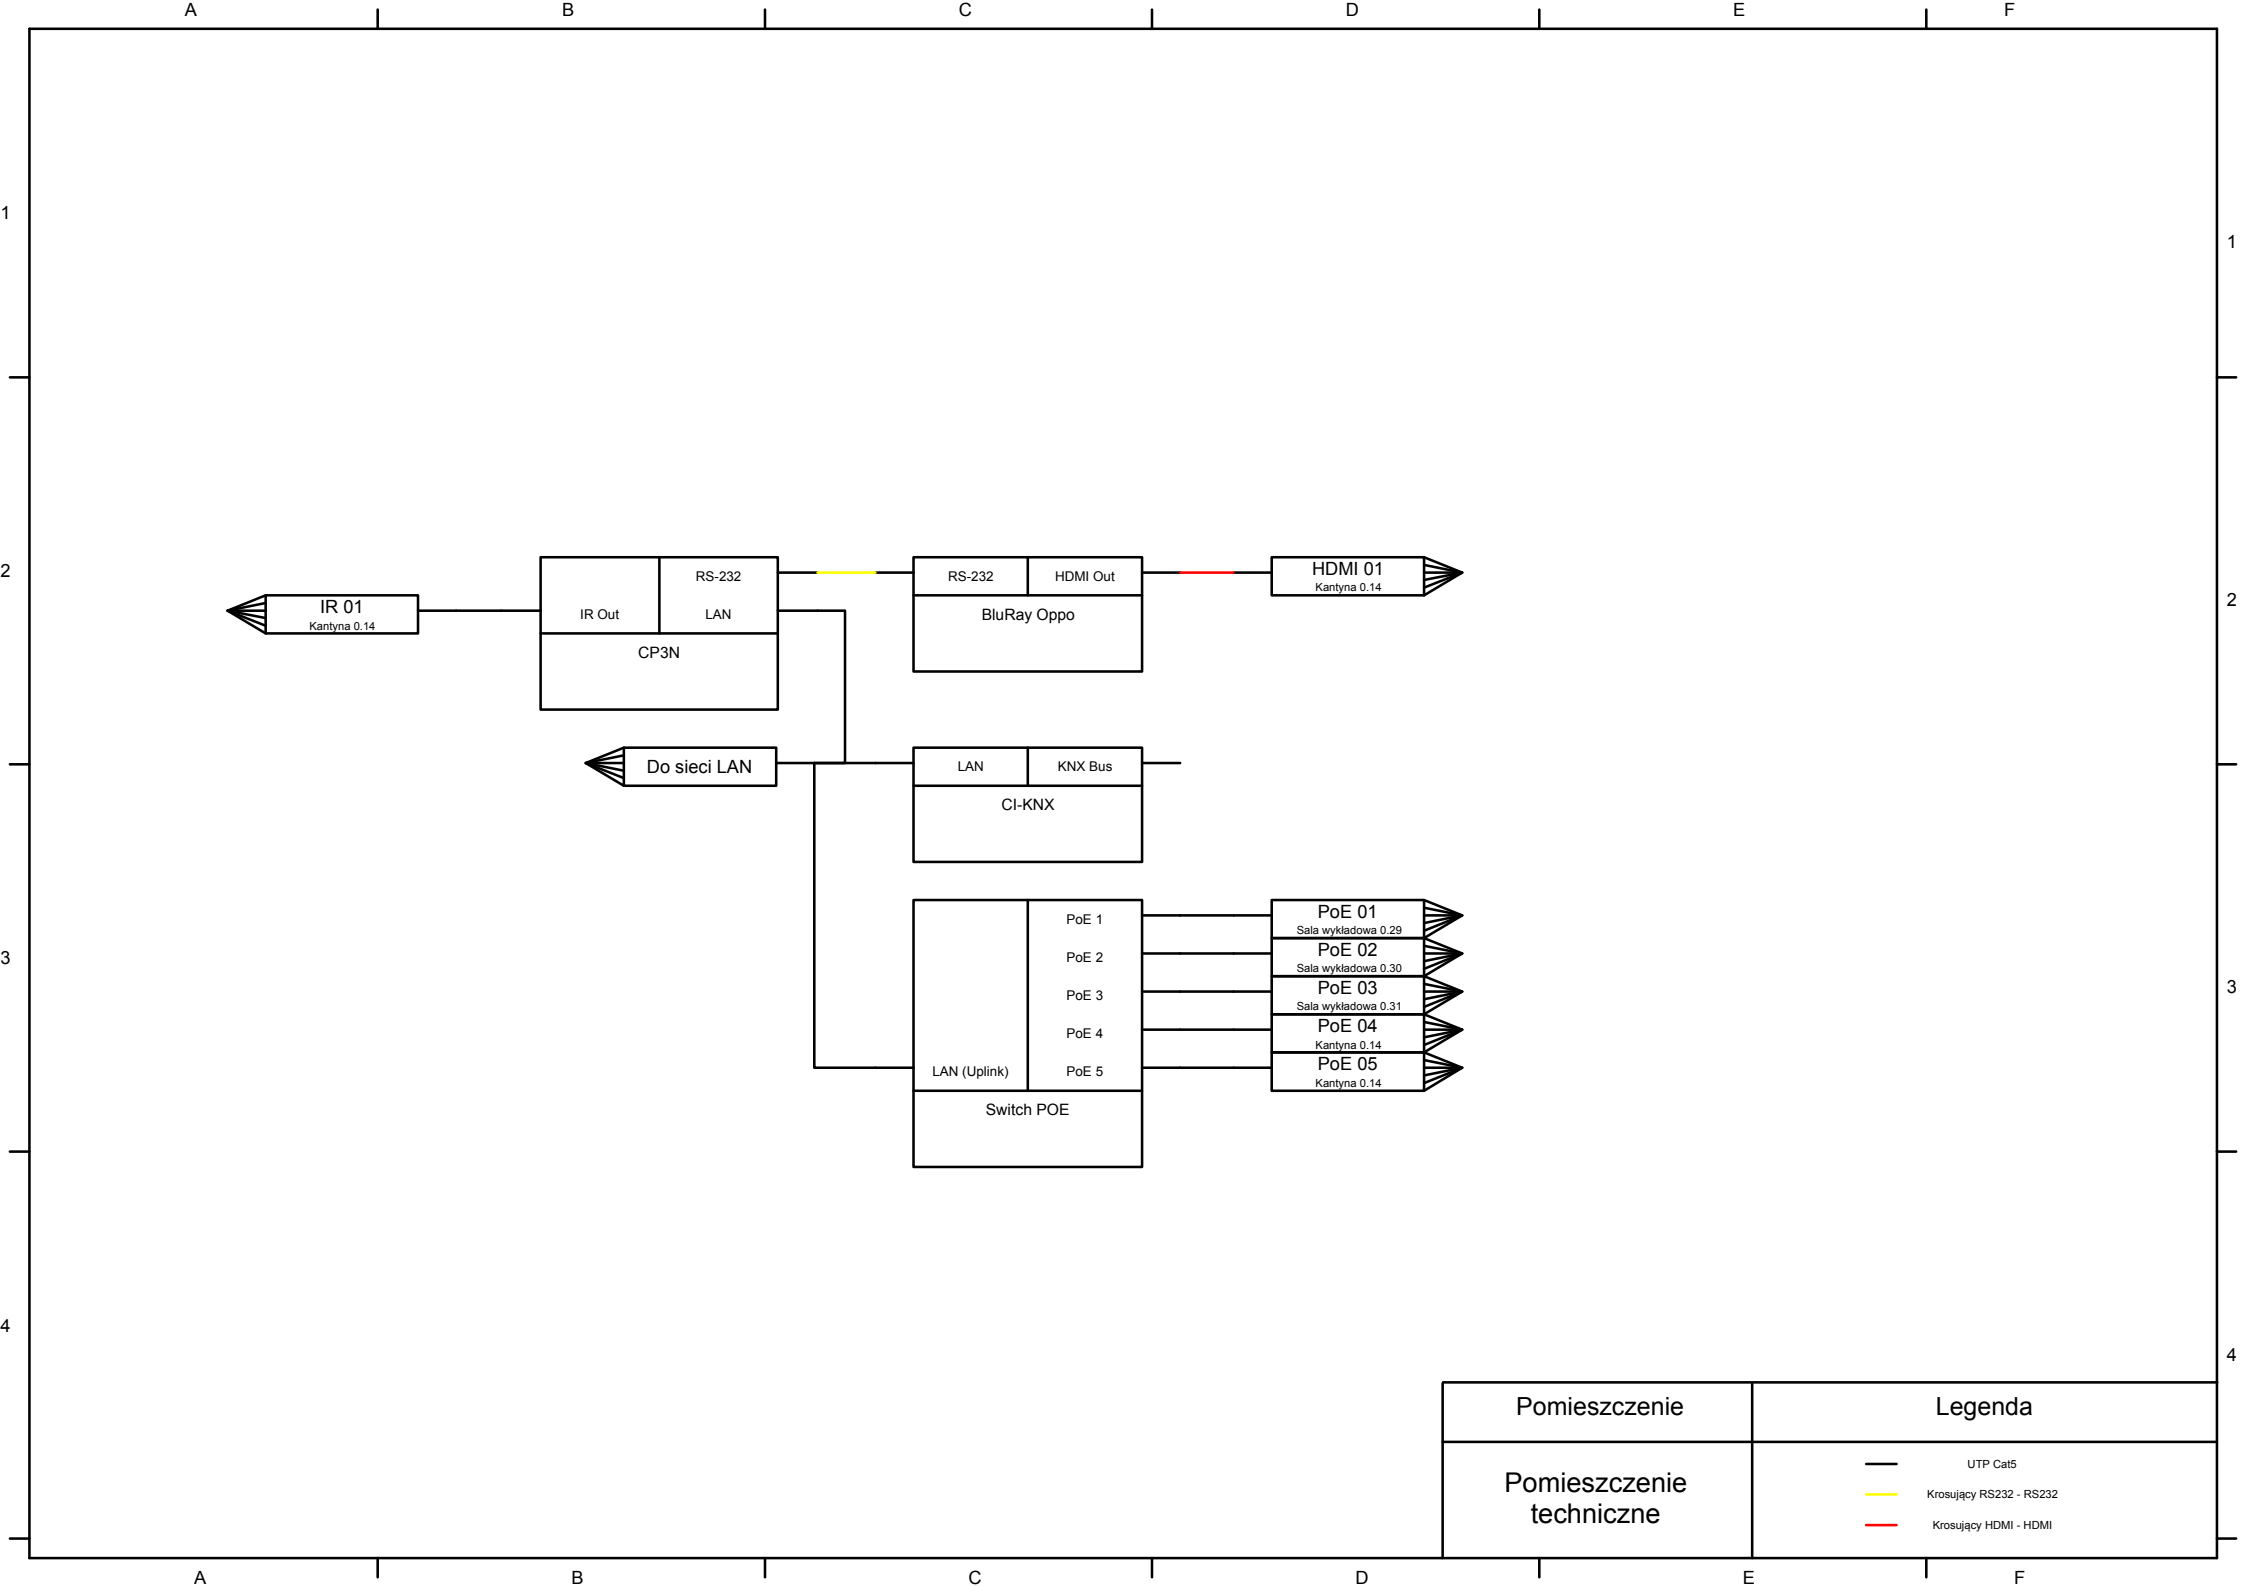 A B C D E F
1
1
2
2
RS-232
IR Out
LAN
CP3N
IR 01
Kantyna 0.14
RS-232
HDMI Out
BluRay Oppo
HDMI 01
Kantyna 0.14
Do sieci LAN
LAN
KNX Bus
CI-KNX
3
3
PoE 1
PoE 2
PoE 3
PoE 4
LAN (Uplink)
PoE 5
Switch POE
PoE 01
Sala wykładowa 0.29
PoE 02
Sala wykładowa 0.30
PoE 03
Sala wykładowa 0.31
PoE 04
Kantyna 0.14
PoE 05
Kantyna 0.14
4
4
Pomieszczenie
Legenda
Pomieszczenie
techniczne
UTP Cat5
Krosujący RS232 - RS232
Krosujący HDMI - HDMI
A B C D E F